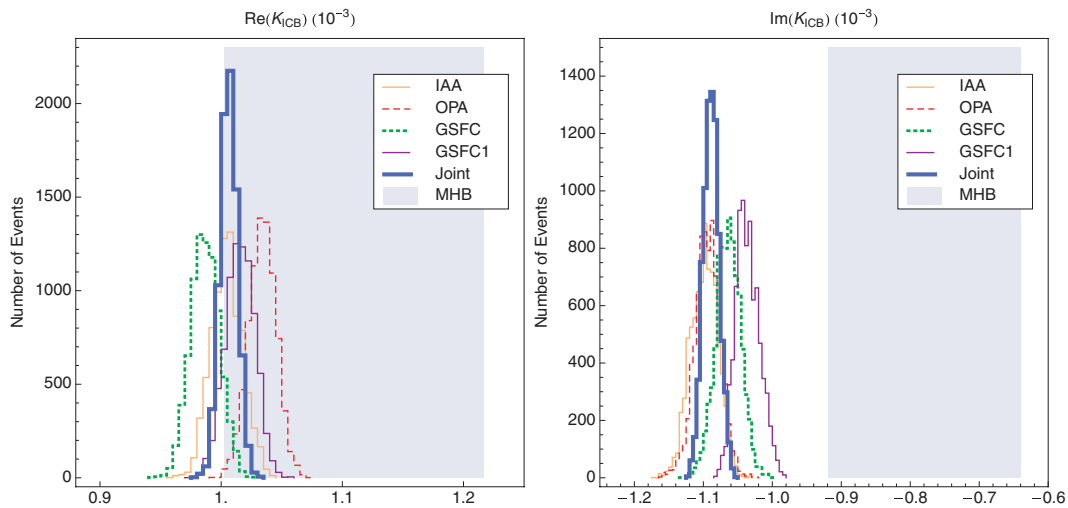 Re(K_ICB) (10⁻³)
Number of Events
2000
1500
1000
500
0
0.9
1.0
1.1
1.2
IAA
OPA
GSFC
GSFC1
Joint
MHB
Im(K_ICB) (10⁻³)
Number of Events
1400
1200
1000
800
600
400
200
0
−1.2
−1.1
−1.0
−0.9
−0.8
−0.7
−0.6
IAA
OPA
GSFC
GSFC1
Joint
MHB